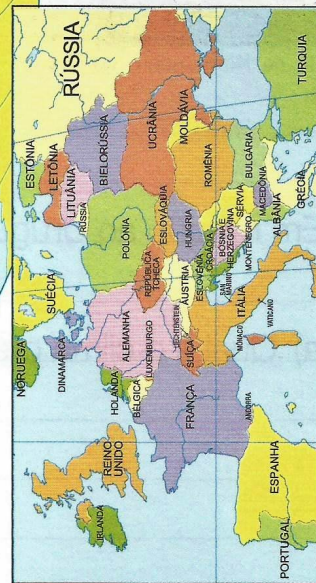 NORUEGA
SUÉCIA
ESTÔNIA
RÚSSIA
LETÔNIA
DINAMARCA
LITUÂNIA
RÚSSIA
BIELORÚSSIA
IRLANDA
REINO
UNIDO
HOLANDA
POLÔNIA
ALEMANHA
BÉLGICA
LUXEMBURGO
REPÚBLICA
TCHECA
UCRÂNIA
ESLOVÁQUIA
LIECHTENSTEIN
ÁUSTRIA
HUNGRIA
MOLDÁVIA
FRANÇA
SUÍÇA
ESLOVÊNIA
CROÁCIA
ROMÊNIA
SAN
MARINO
BÓSNIA E
HERZEGOVINA
SÉRVIA
MÔNACO
ITÁLIA
MONTENEGRO
BULGÁRIA
ANDORRA
VATICANO
MACEDÔNIA
ALBÂNIA
PORTUGAL
ESPANHA
GRÉCIA
TURQUIA